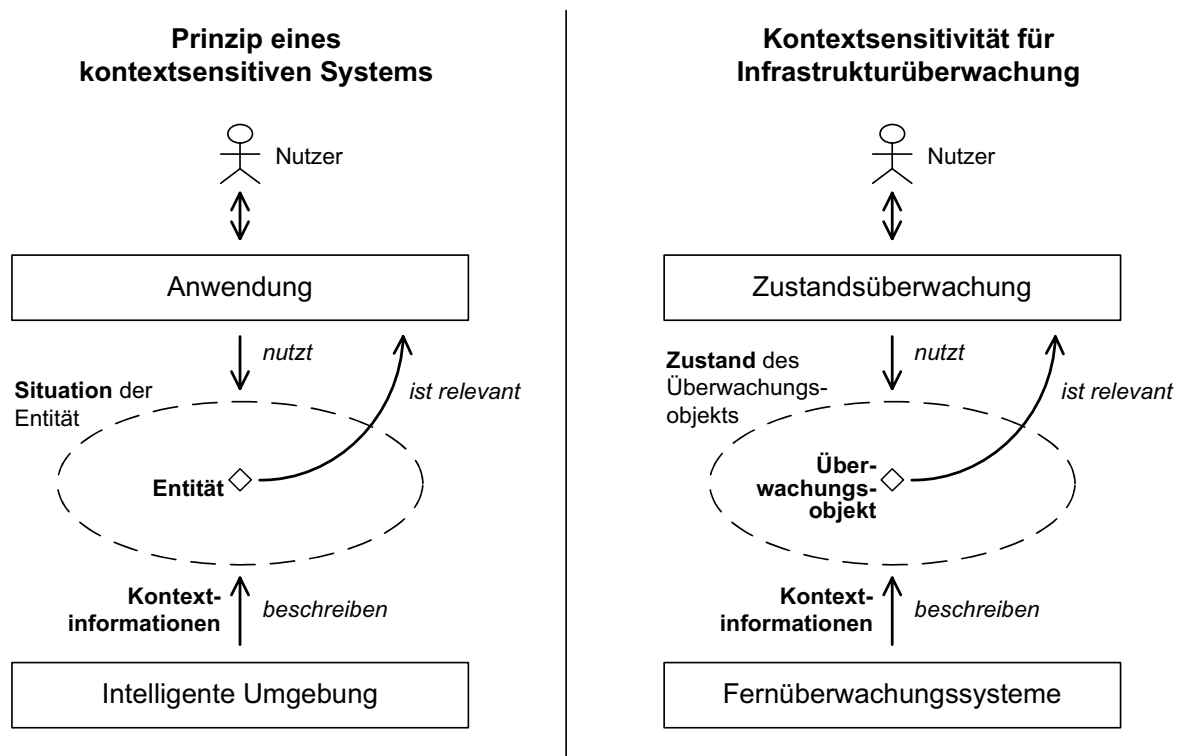 Prinzip eines
kontextsensitiven Systems
Nutzer
Anwendung
nutzt
Situation der
Entität
ist relevant
Entität
Kontext-
informationen
beschreiben
Intelligente Umgebung
Kontextsensitivität für
Infrastrukturüberwachung
Nutzer
Zustandsüberwachung
nutzt
Zustand des
Überwachungs-
objekts
ist relevant
Über-
wachungs-
objekt
Kontext-
informationen
beschreiben
Fernüberwachungssysteme